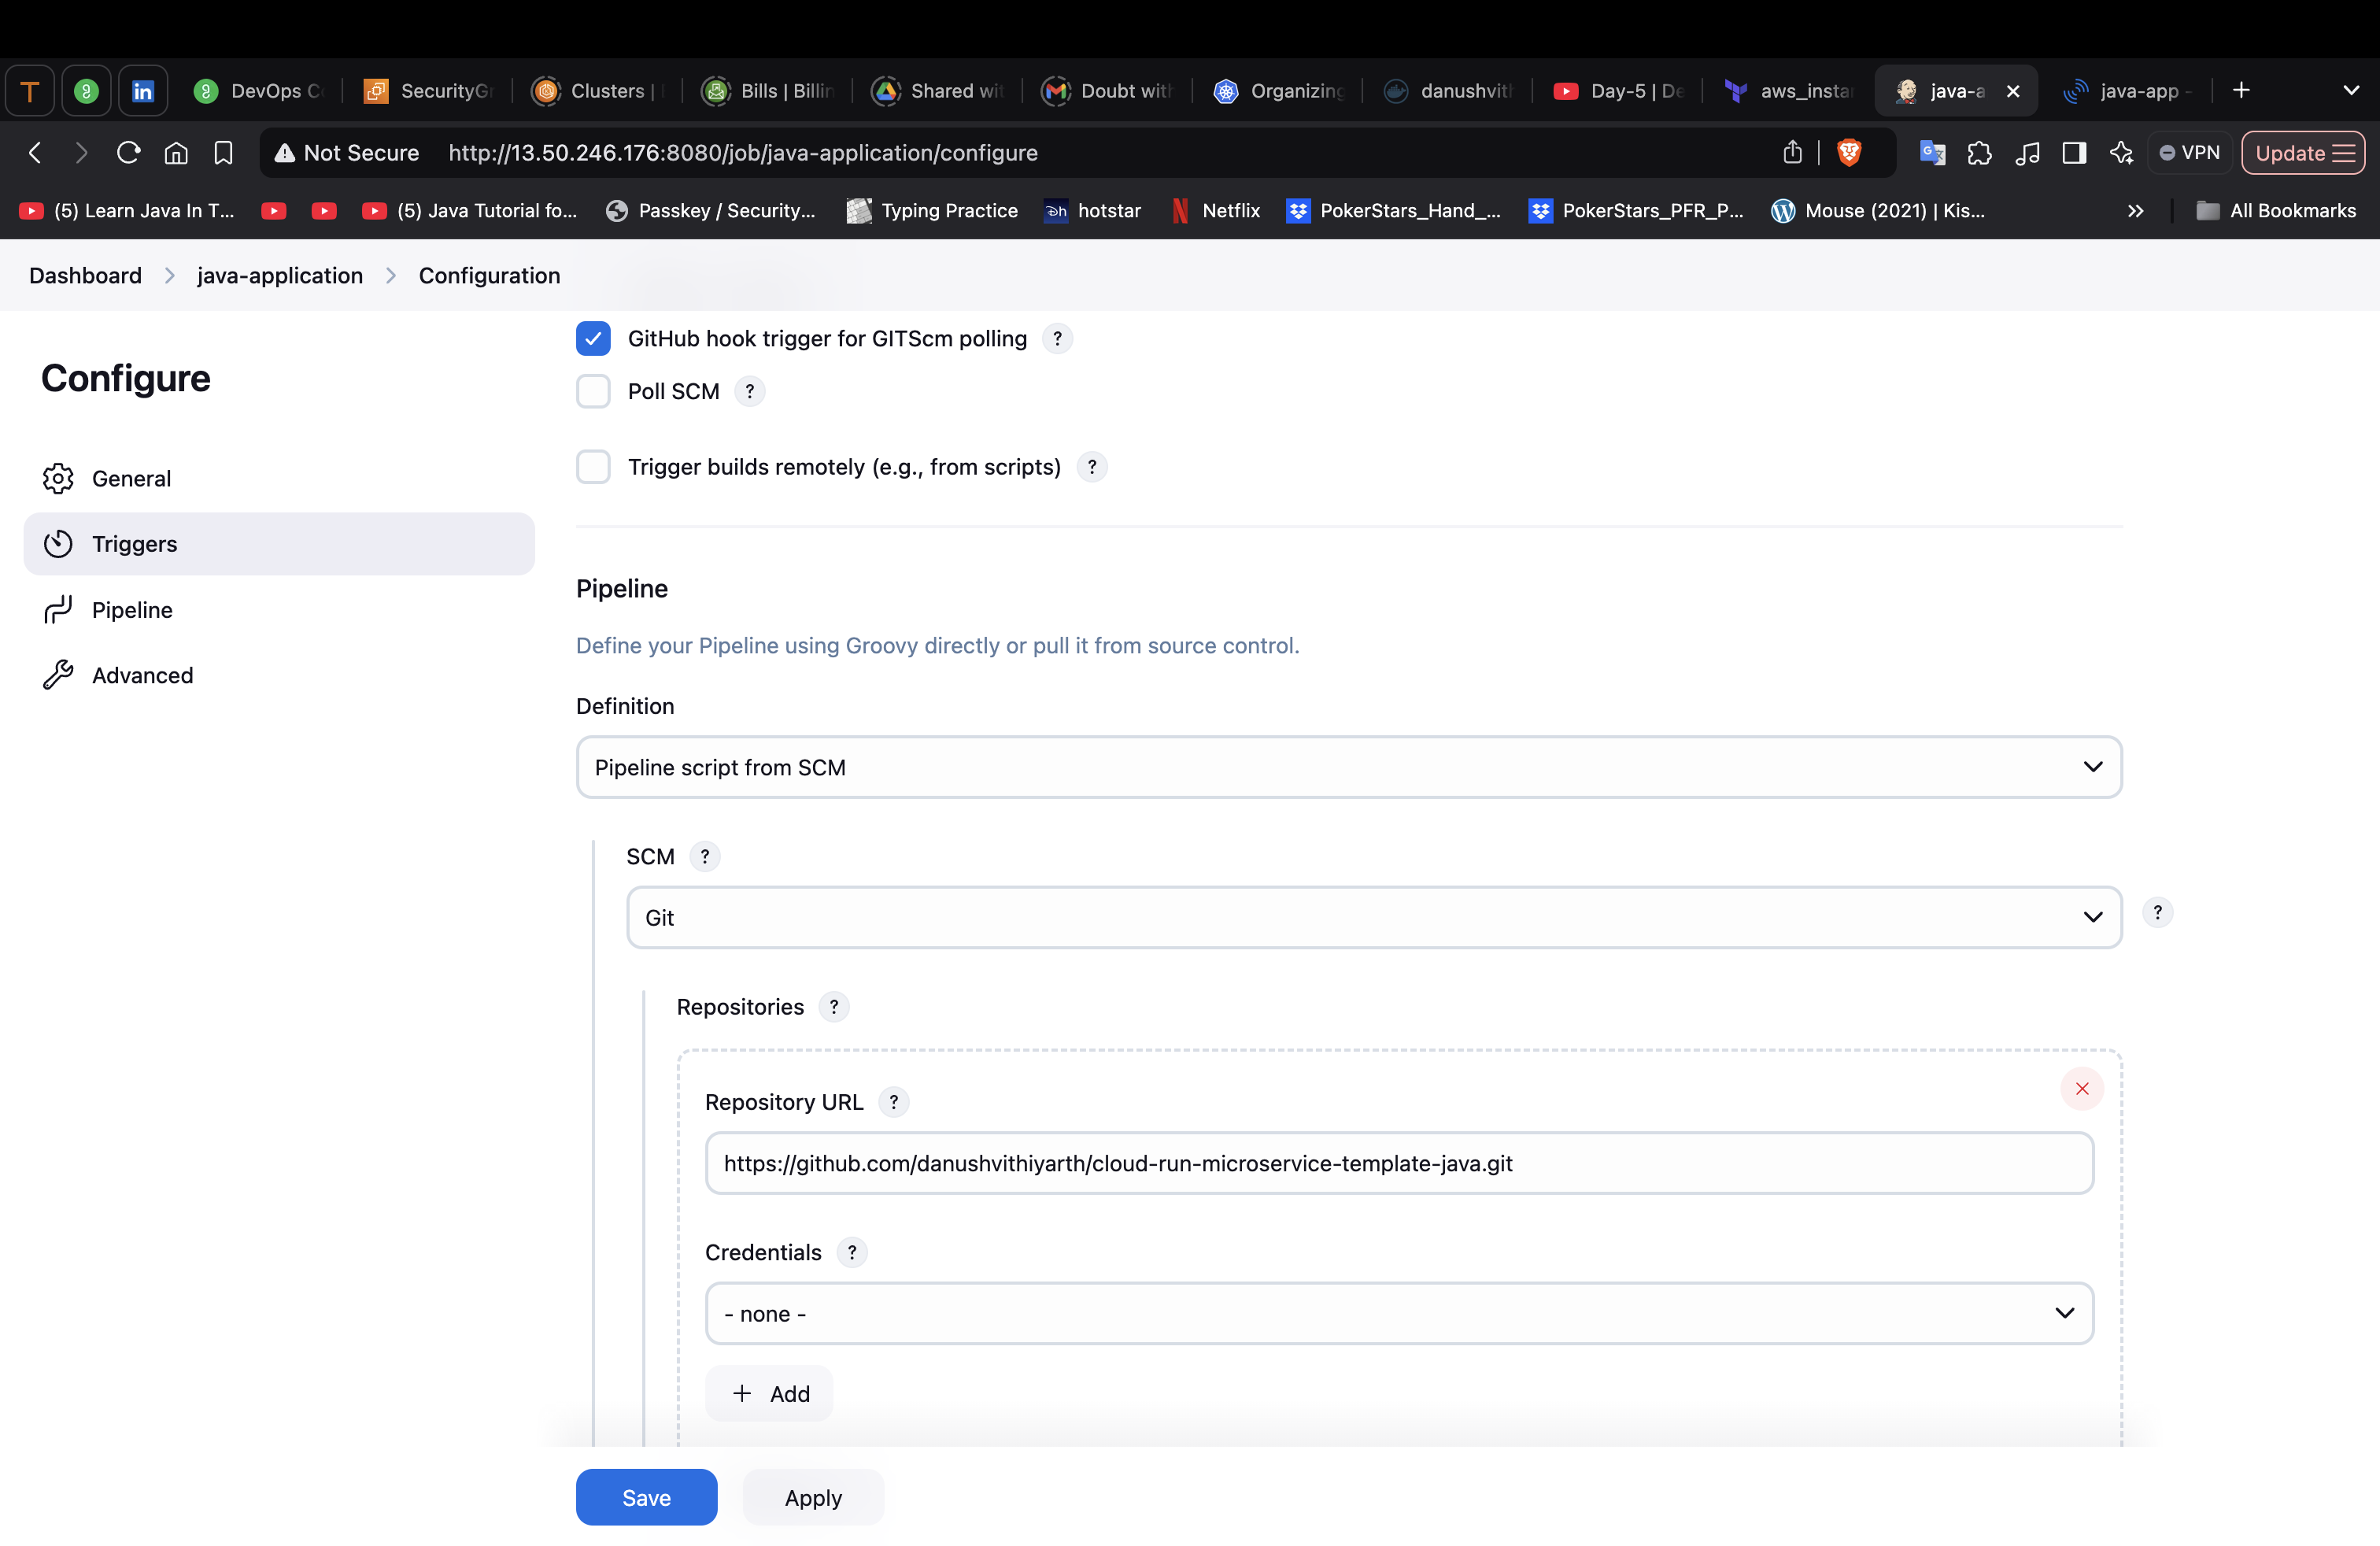 T in DevOps C SecurityGr Clusters | Bills | Billin Shared wit Doubt with Organizing danushvith Day-5 | De aws_instan java-a java-app -
Not Secure http://13.50.246.176:8080/job/java-application/configure VPN Update
(5) Learn Java In T... (5) Java Tutorial fo... Passkey / Security... Typing Practice hotstar Netflix PokerStars_Hand_... PokerStars_PFR_P... Mouse (2021) | Kis... All Bookmarks
Dashboard java-application Configuration
GitHub hook trigger for GITScm polling ?
Configure
Poll SCM ?
Trigger builds remotely (e.g., from scripts) ?
General
Triggers
Pipeline
Pipeline
Define your Pipeline using Groovy directly or pull it from source control.
Advanced
Definition
Pipeline script from SCM
SCM ?
Git ?
Repositories ?
Repository URL ?
https://github.com/danushvithiyarth/cloud-run-microservice-template-java.git
Credentials ?
- none -
+ Add
Save Apply